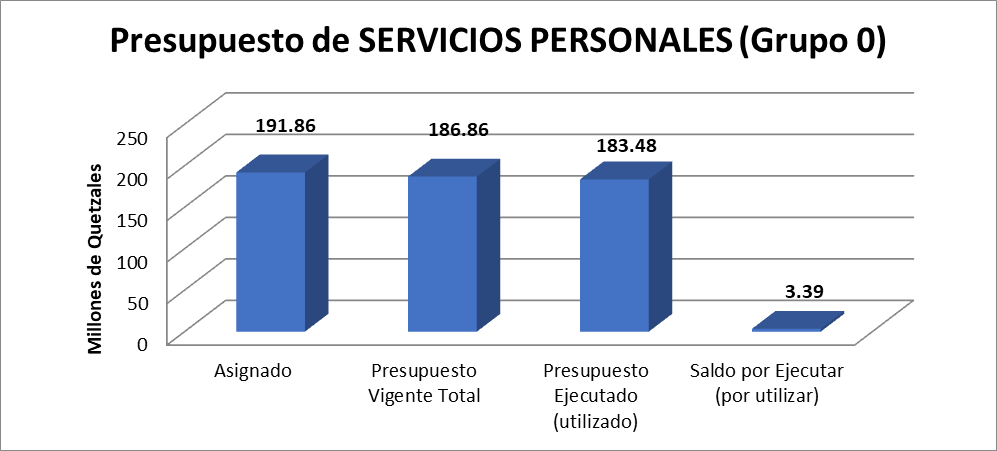 Presupuesto de SERVICIOS PERSONALES (Grupo 0)
Millones de Quetzales
250
200
150
100
50
0
191.86
186.86
183.48
3.39
Asignado
Presupuesto
Vigente Total
Presupuesto
Ejecutado
(utilizado)
Saldo por Ejecutar
(por utilizar)